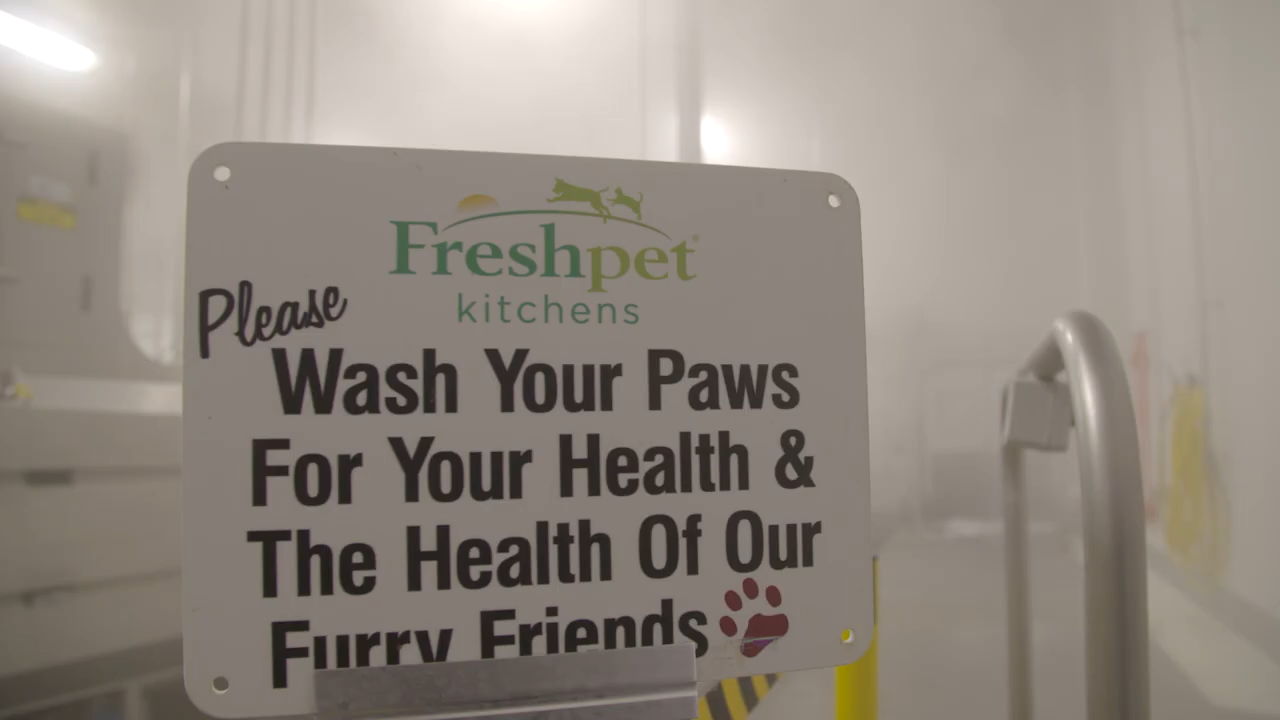 Freshpet
kitchens
Please
Wash Your Paws
For Your Health &
The Health Of Our
Furry Friends